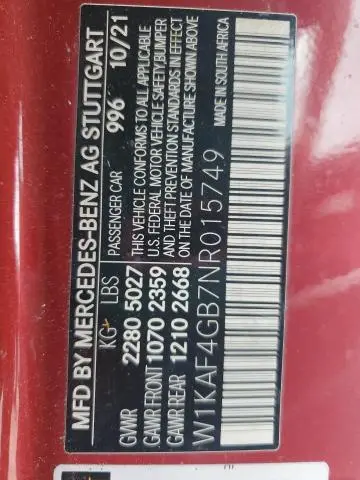 MFD BY MERCEDES-BENZ AG STUTTGART
KG LBS PASSENGER CAR 996 10/21
GVWR 2280 5027 THIS VEHICLE CONFORMS TO ALL APPLICABLE
GAWR FRONT 1070 2359 U.S. FEDERAL MOTOR VEHICLE SAFETY,BUMPER
GAWR REAR 1210 2668 AND THEFT PREVENTION STANDARDS IN EFFECT
ON THE DATE OF MANUFACTURE SHOWN ABOVE
W1KAF4GB7NR015749 MADE IN SOUTH AFRICA